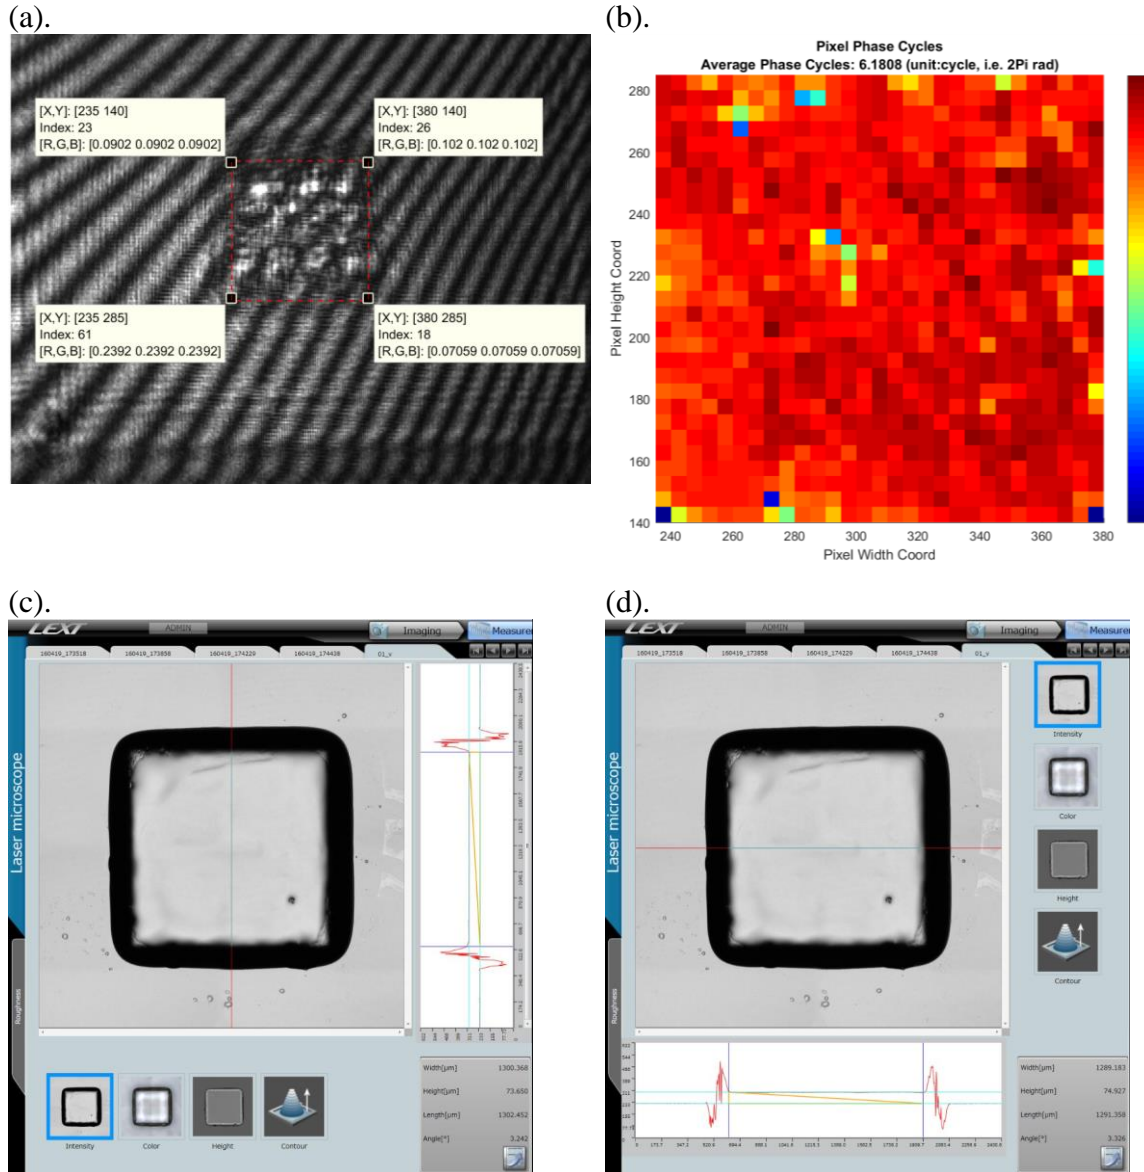 (a).
[X,Y]: [235 140]
Index: 23
[R,G,B]: [0.0902 0.0902 0.0902]
[X,Y]: [380 140]
Index: 26
[R,G,B]: [0.102 0.102 0.102]
[X,Y]: [235 285]
Index: 61
[R,G,B]: [0.2392 0.2392 0.2392]
[X,Y]: [380 285]
Index: 18
[R,G,B]: [0.07059 0.07059 0.07059]
(b).
Pixel Phase Cycles
Average Phase Cycles: 6.1808 (unit:cycle, i.e. 2Pi rad)
Pixel Height Coord
280
260
240
220
200
180
160
140
240 260 280 300 320 340 360 380
Pixel Width Coord
(c).
LEXT
ADMIN
Imaging
Measurer
160419_173518 160419_173858 160419_174229 160419_174438 01_v
Laser microscope
Roughness
Intensity Color Height Contour
Width[μm] 1300.368
Height[μm] 73.650
Length[μm] 1302.452
Angle[°] 3.242
(d).
LEXT
ADMIN
Imaging
Measurer
160419_173518 160419_173858 160419_174229 160419_174438 01_v
Laser microscope
Roughness
Intensity
Color
Height
Contour
Width[μm] 1289.183
Height[μm] 74.927
Length[μm] 1291.358
Angle[°] 3.326